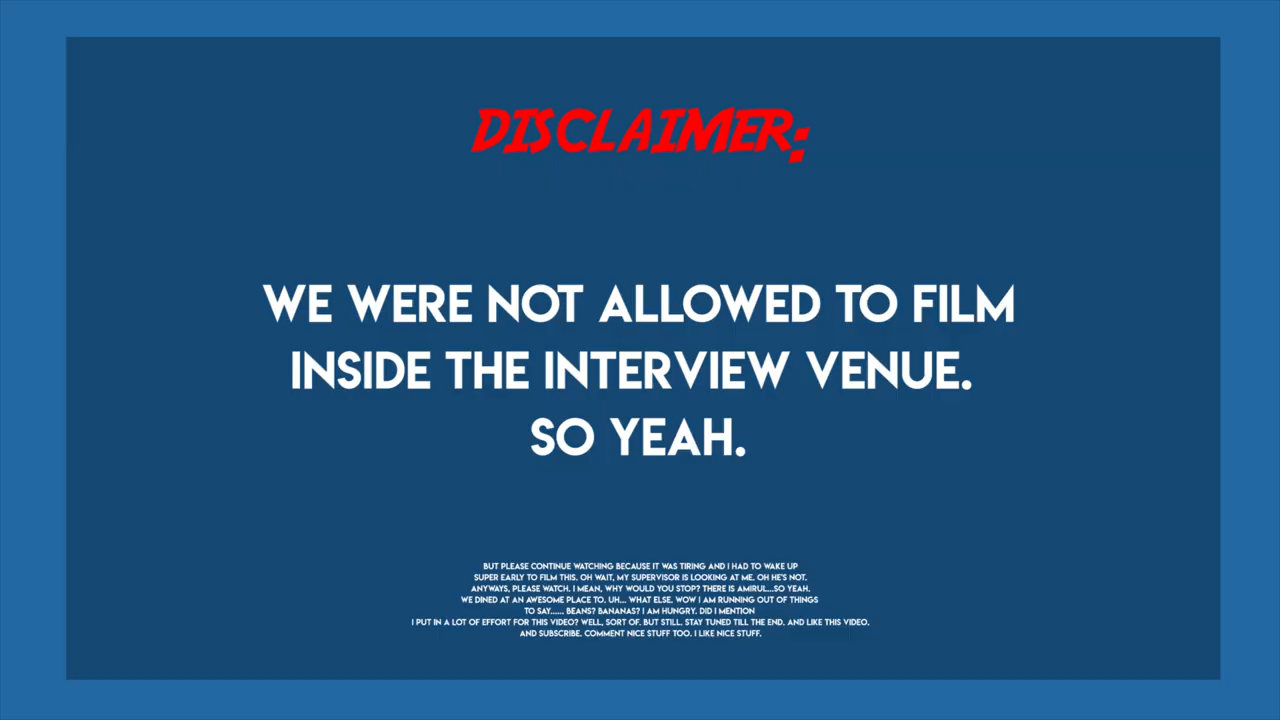 DISCLAIMER:
WE WERE NOT ALLOWED TO FILM
INSIDE THE INTERVIEW VENUE.
SO YEAH.
BUT PLEASE CONTINUE WATCHING BECAUSE IT WAS TIRING AND I HAD TO WAKE UP
SUPER EARLY TO FILM THIS. OH WAIT, MY SUPERVISOR IS LOOKING AT ME. OH HE'S NOT.
ANYWAYS, PLEASE WATCH. I MEAN, WHY WOULD YOU STOP? THERE IS AMIRUL...SO YEAH.
WE DINED AT AN AWESOME PLACE TO. UH... WHAT ELSE. WOW I AM RUNNING OUT OF THINGS
TO SAY...... BEANS? BANANAS? I AM HUNGRY. DID I MENTION
I PUT IN A LOT OF EFFORT FOR THIS VIDEO? WELL, SORT OF. BUT STILL. STAY TUNED TILL THE END. AND LIKE THIS VIDEO.
AND SUBSCRIBE. COMMENT NICE STUFF TOO. I LIKE NICE STUFF.